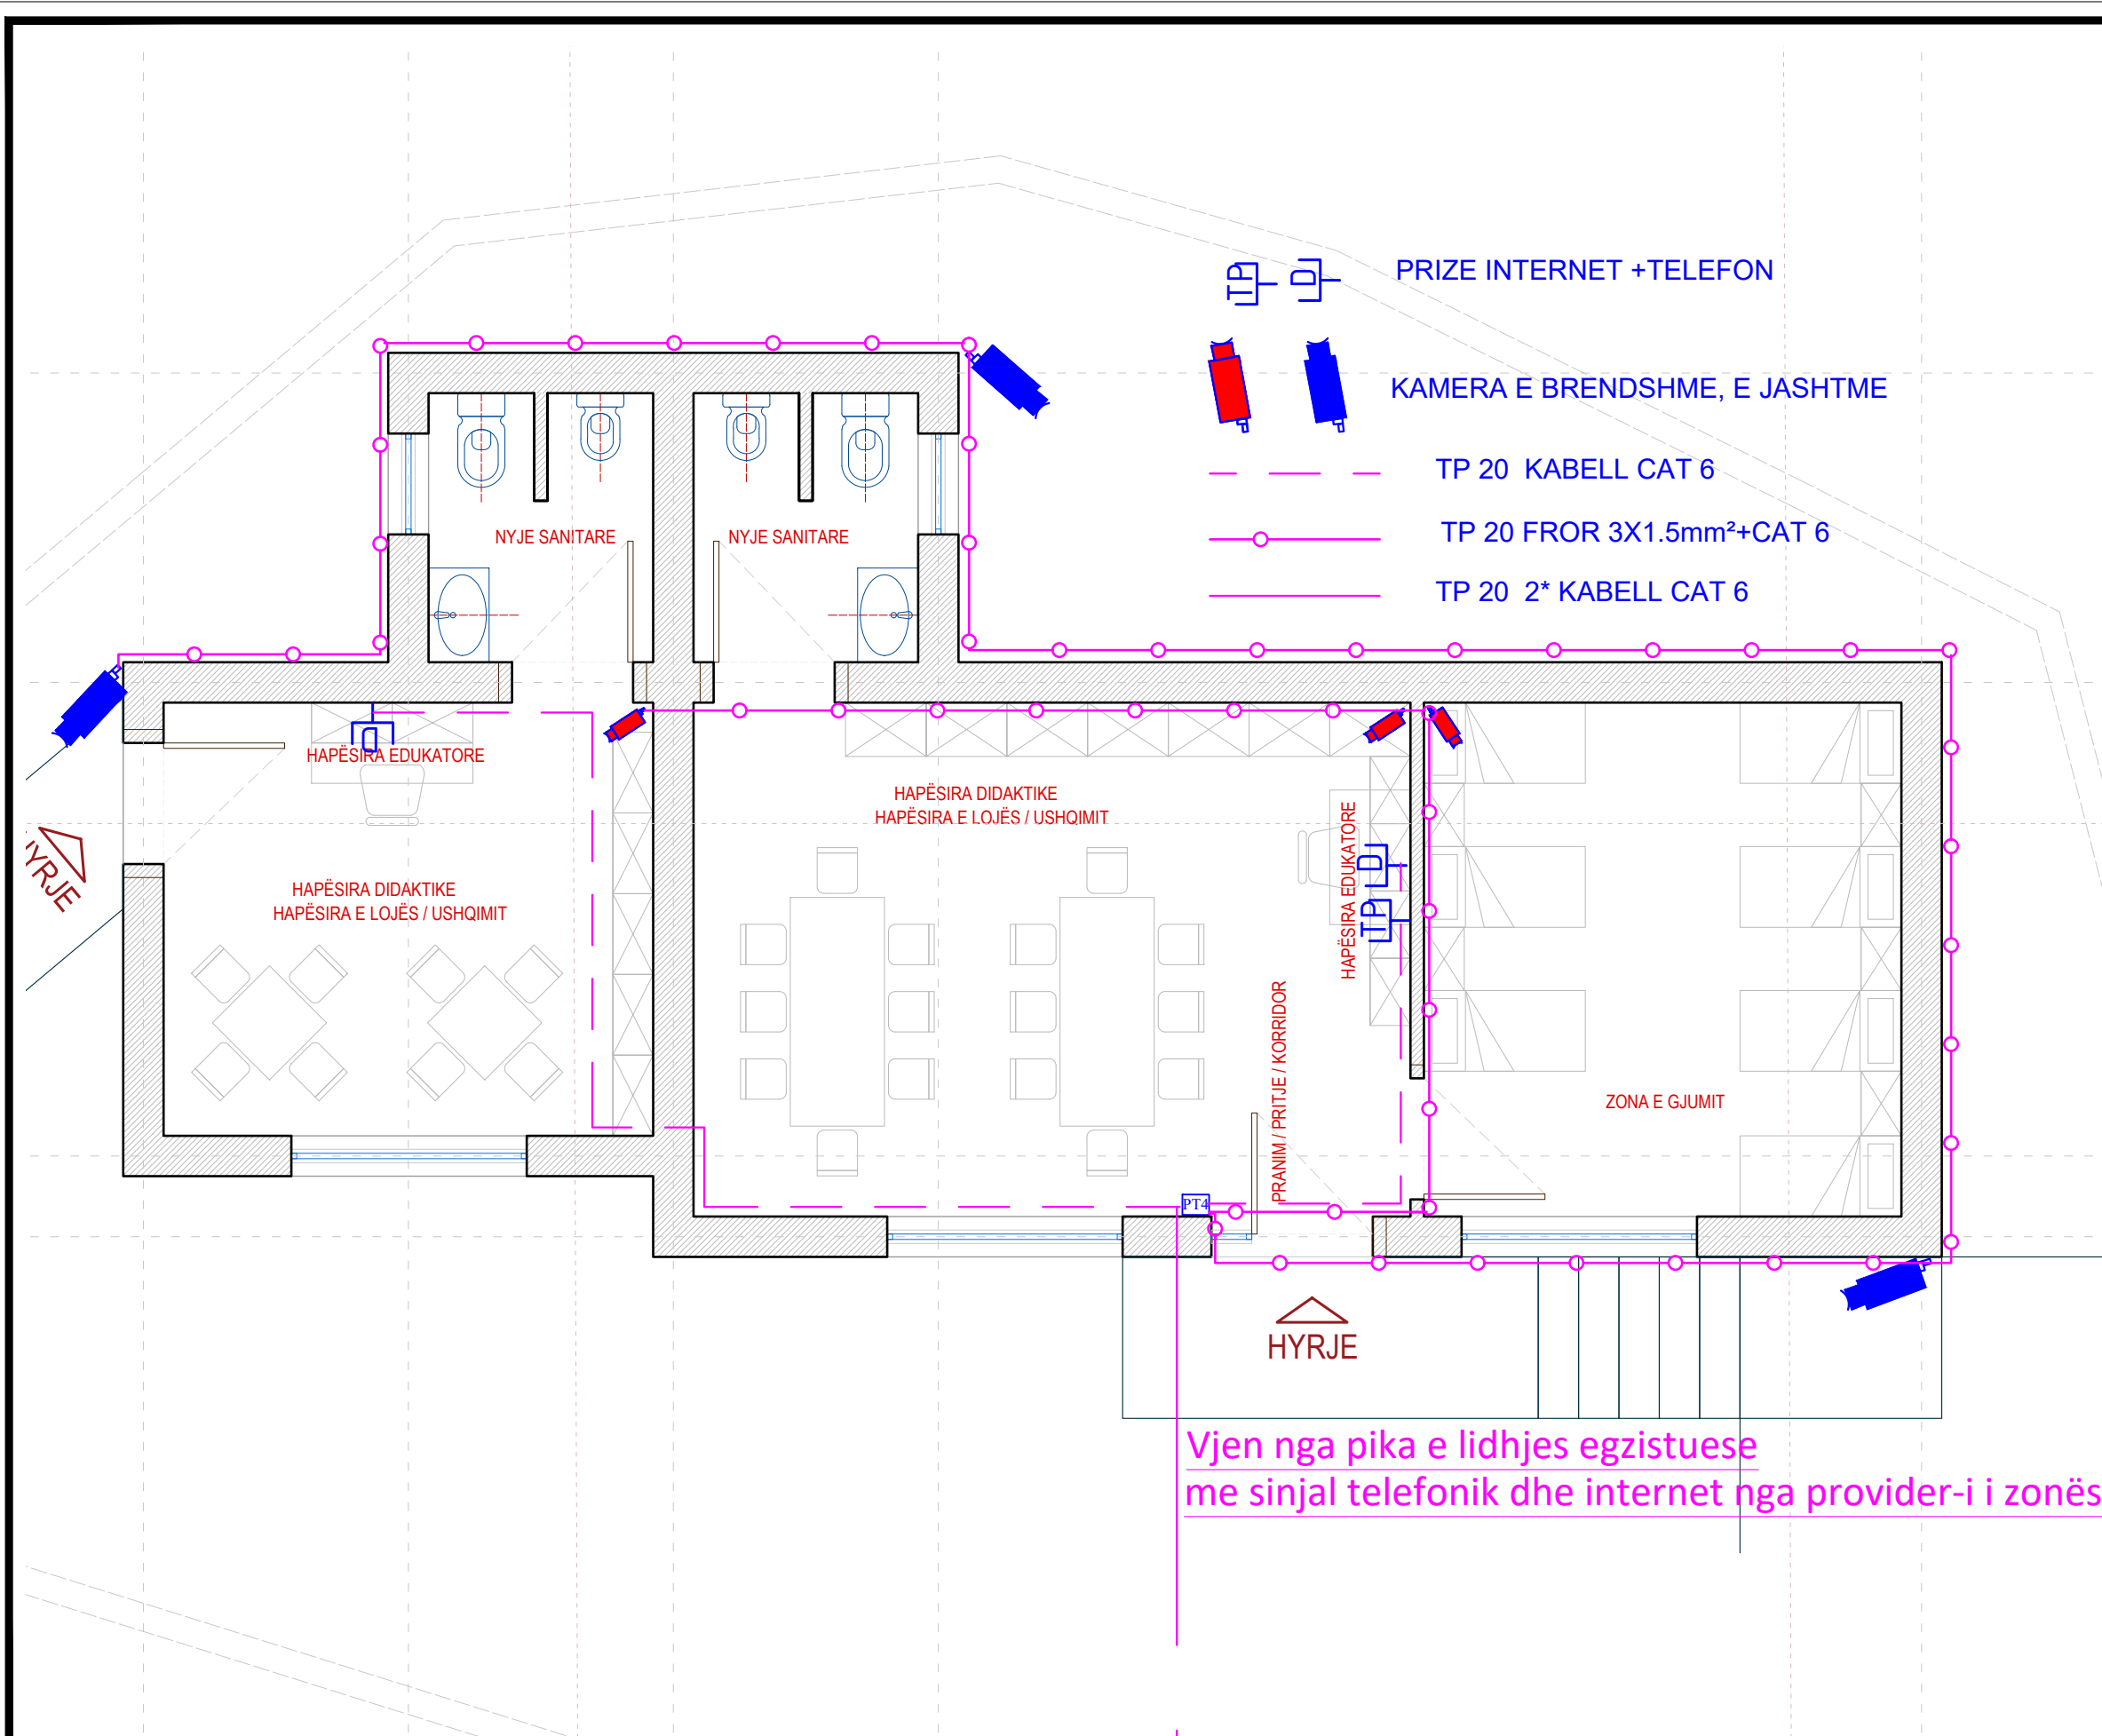 TP D PRIZE INTERNET +TELEFON
KAMERA E BRENDSHME, E JASHTME
TP 20 KABELL CAT 6
TP 20 FROR 3X1.5mm²+CAT 6
TP 20 2* KABELL CAT 6
NYJE SANITARE
NYJE SANITARE
D
HAPËSIRA EDUKATORE
HAPËSIRA DIDAKTIKE
HAPËSIRA E LOJËS / USHQIMIT
HYRJE
HAPËSIRA DIDAKTIKE
HAPËSIRA E LOJËS / USHQIMIT
HAPËSIRA EDUKATORE
D
TP
PRANIM / PRITJE / KORRIDOR
ZONA E GJUMIT
PT4
HYRJE
Vjen nga pika e lidhjes egzistuese
me sinjal telefonik dhe internet nga provider-i i zonës